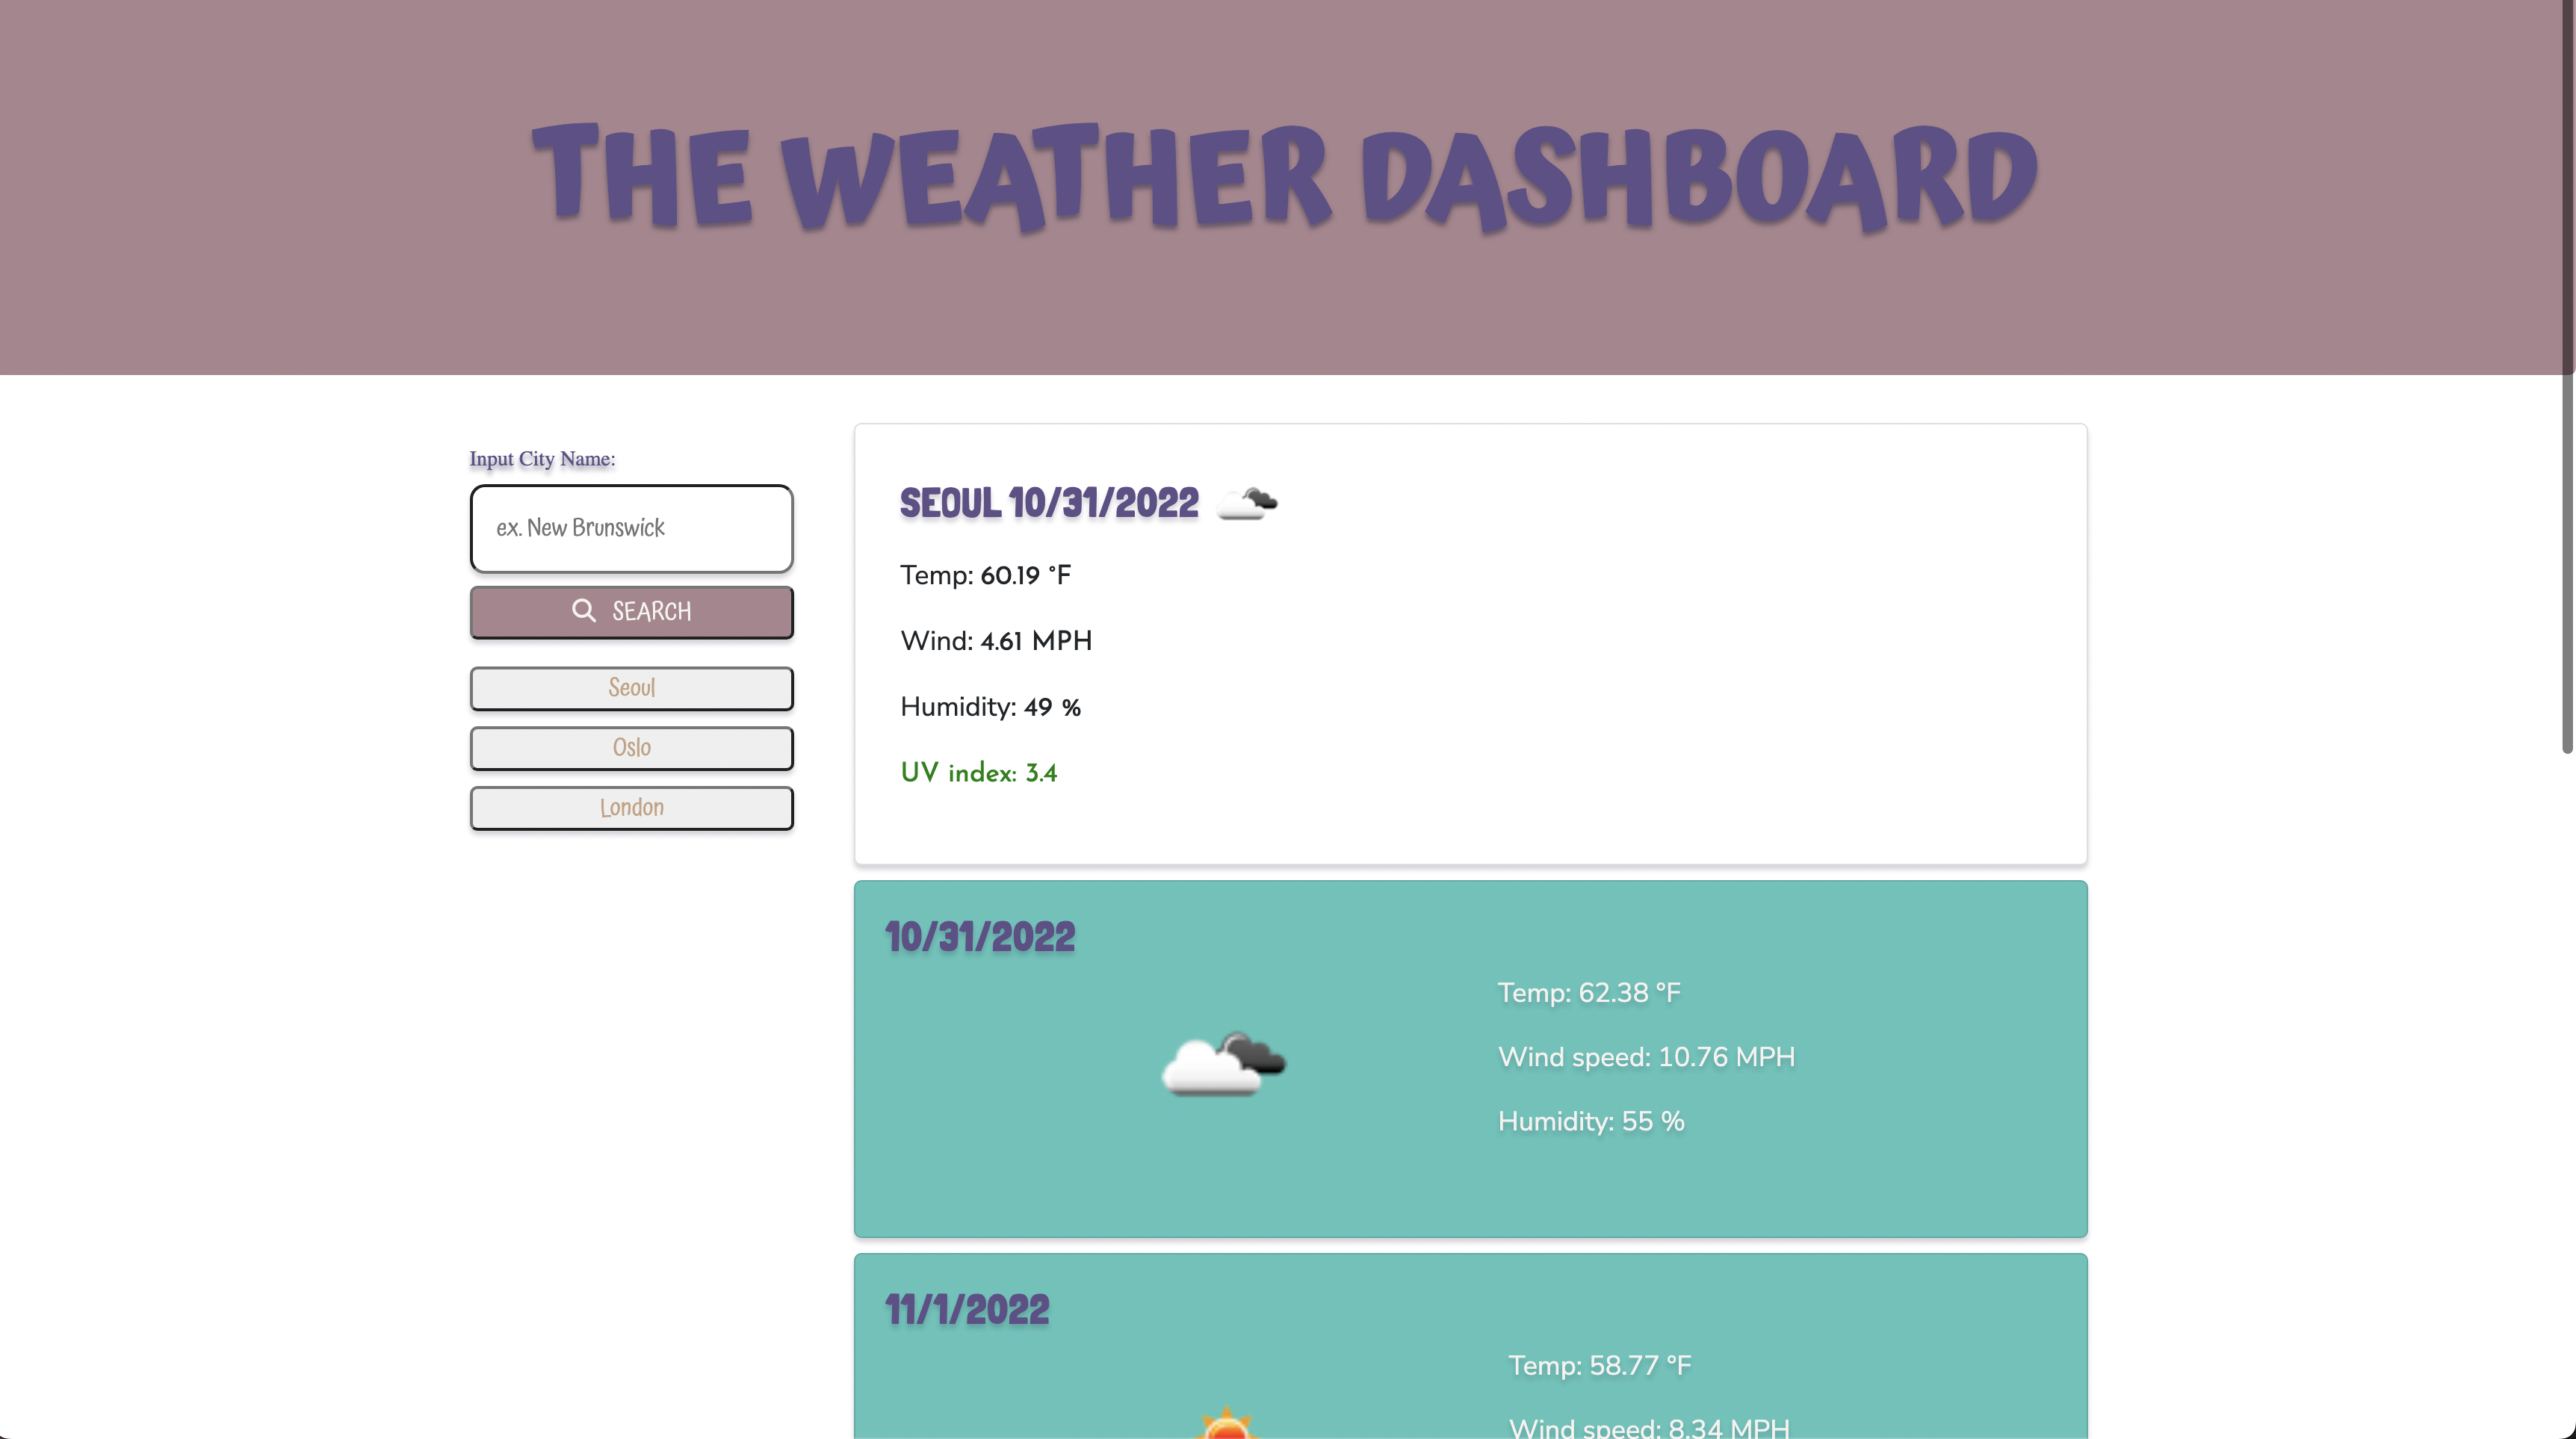 THE WEATHER DASHBOARD
Input City Name:
ex. New Brunswick
SEARCH
Seoul
Oslo
London
SEOUL 10/31/2022
Temp: 60.19 °F
Wind: 4.61 MPH
Humidity: 49 %
UV index: 3.4
10/31/2022
Temp: 62.38 °F
Wind speed: 10.76 MPH
Humidity: 55 %
11/1/2022
Temp: 58.77 °F
Wind speed: 8.34 MPH